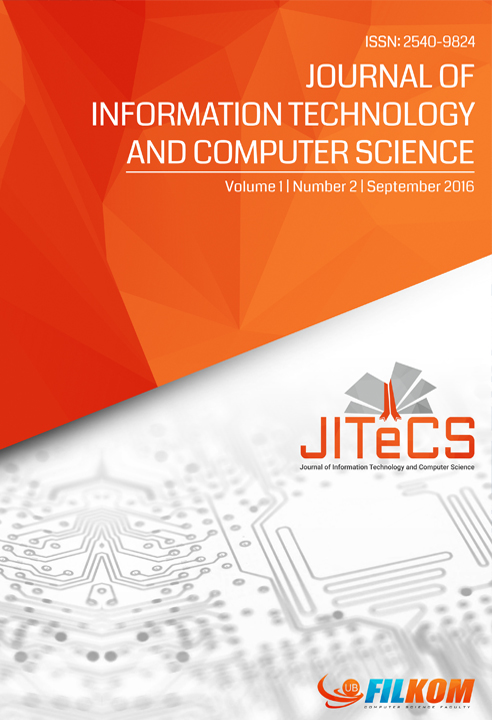 ISSN: 2540-9824
JOURNAL OF
INFORMATION TECHNOLOGY
AND COMPUTER SCIENCE
Volume 1 | Number 2 | September 2016
JITeCS
Journal of Information Technology and Computer Science
UB FILKOM
COMPUTER SCIENCE FACULTY